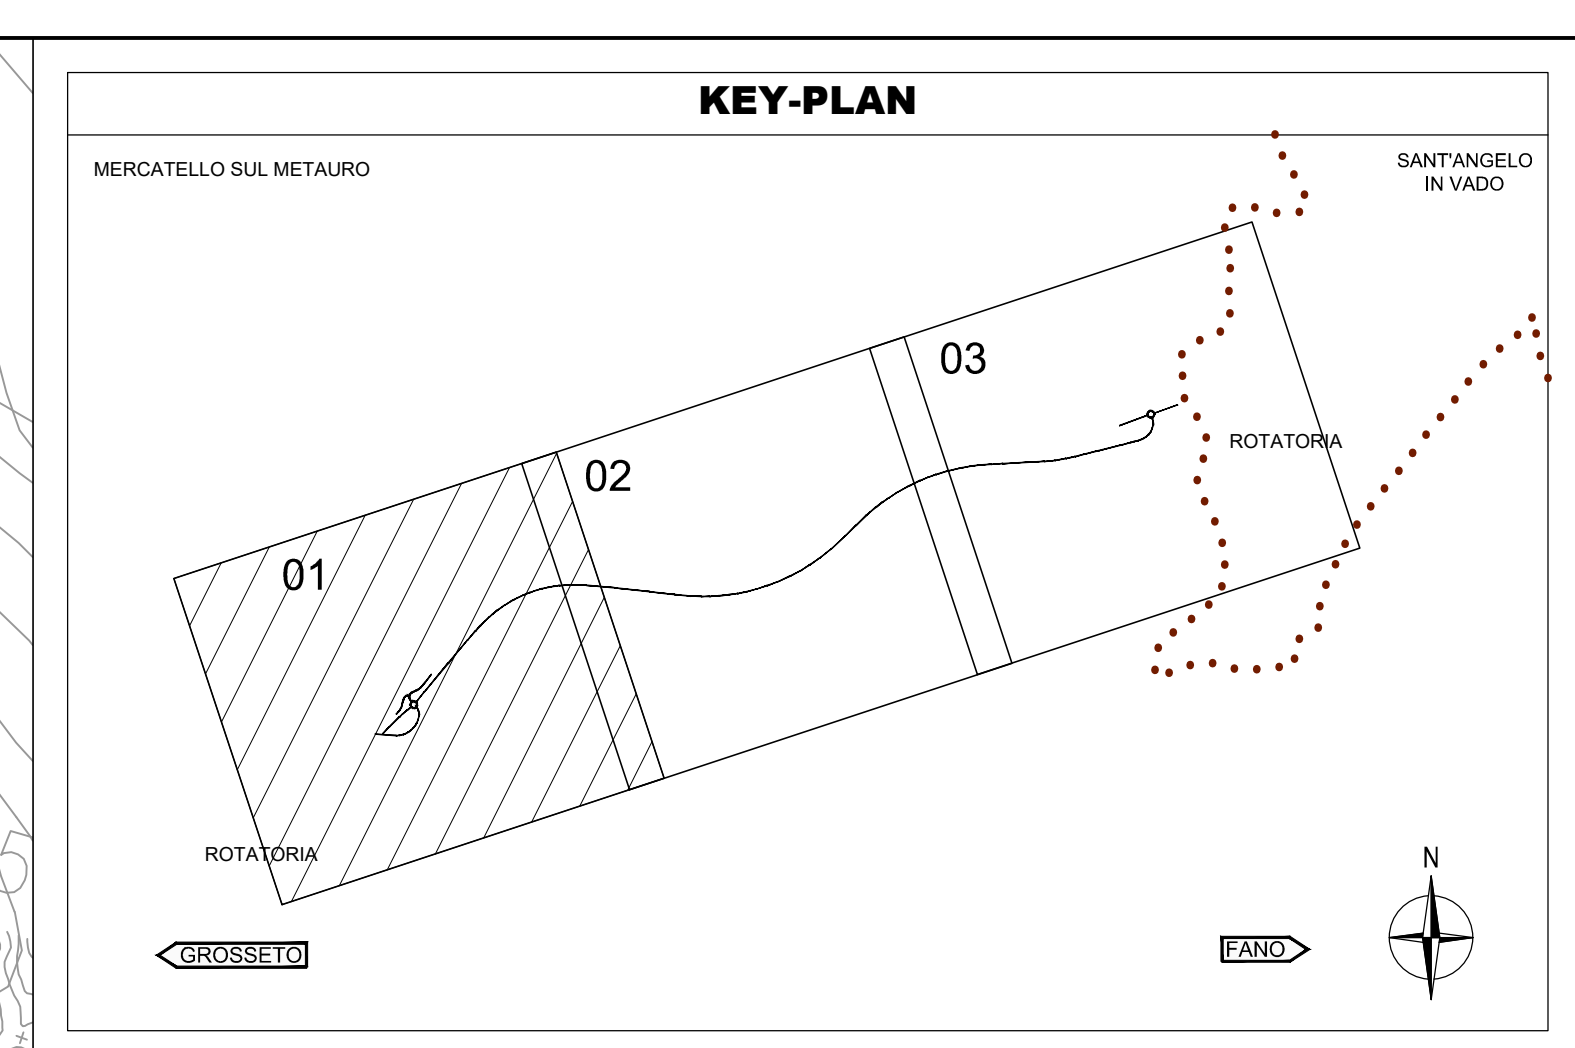 KEY-PLAN
MERCATELLO SUL METAURO
SANT'ANGELO
IN VADO
03
ROTATORIA
02
01
ROTATORIA
N
GROSSETO
FANO